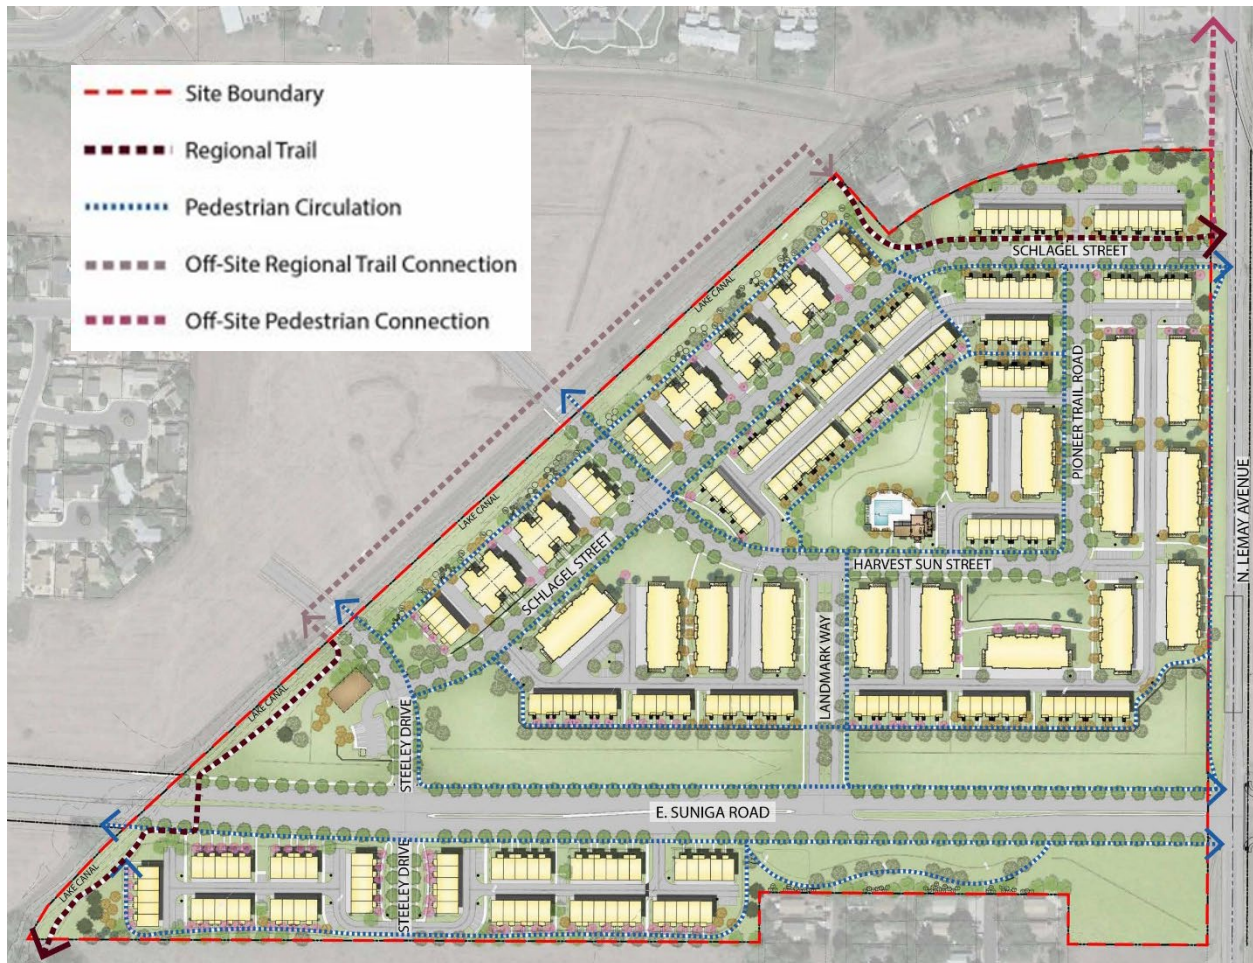 Site Boundary
Regional Trail
Pedestrian Circulation
Off-Site Regional Trail Connection
Off-Site Pedestrian Connection
SCHLAGEL STREET
LAKE CANAL
PIONEER TRAIL ROAD
N. LEMAY AVENUE
LAKE CANAL
SCHLAGEL STREET
HARVEST SUN STREET
LANDMARK WAY
LAKE CANAL
STEELEY DRIVE
E. SUNIGA ROAD
STEELEY DRIVE
LAKE CANAL